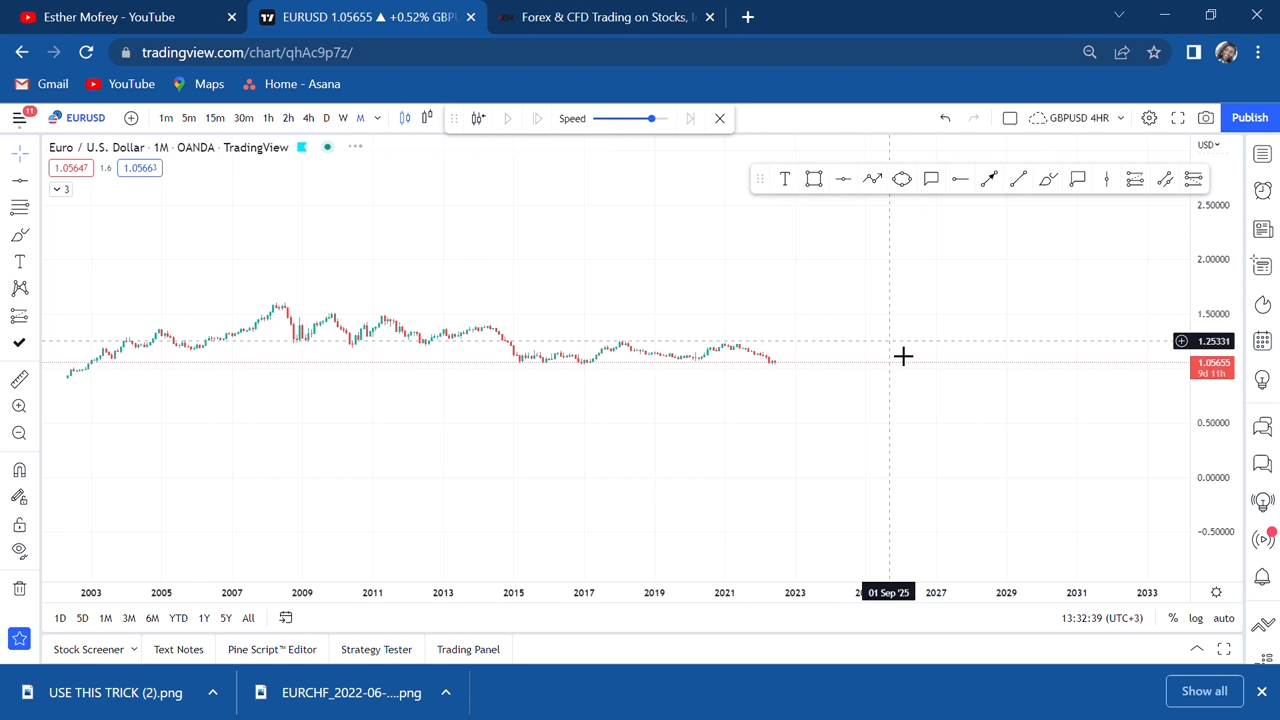 Esther Mofrey - YouTube
EURUSD 1.05655 ▲ +0.52% GBP
Forex & CFD Trading on Stocks, I
tradingview.com/chart/qhAc9p7z/
Gmail
YouTube
Maps
Home - Asana
11
EURUSD
1m 5m 15m 30m 1h 2h 4h D W M
Speed
GBPUSD 4HR
Publish
Euro / U.S. Dollar · 1M · OANDA · TradingView
USD
1.05647 1.6 1.05663
3
2.50000
2.00000
1.50000
1.25331
1.05655
9d 11h
0.50000
0.00000
-0.50000
2003 2005 2007 2009 2011 2013 2015 2017 2019 2021 2023 01 Sep '25 2027 2029 2031 2033
1D 5D 1M 3M 6M YTD 1Y 5Y All
13:32:39 (UTC+3) % log auto
Stock Screener
Text Notes
Pine Script™ Editor
Strategy Tester
Trading Panel
USE THIS TRICK (2).png
EURCHF_2022-06-....png
Show all